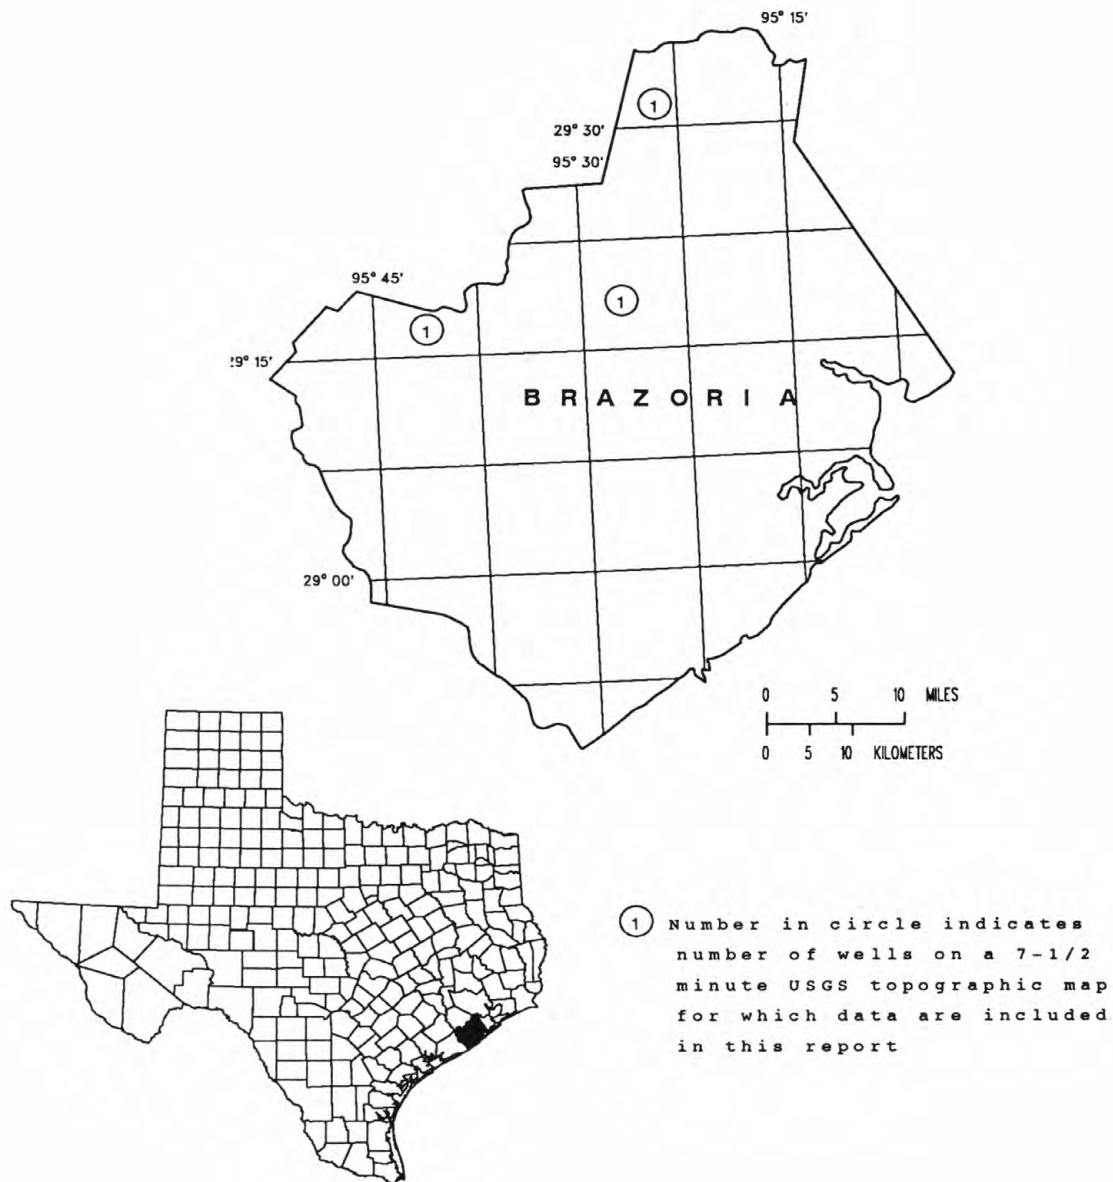 95° 15'
1
29° 30'
95° 30'
95° 45'
1
1
:9° 15'
BRAZORIA
29° 00'
0 5 10 MILES
0 5 10 KILOMETERS
1 Number in circle indicates
number of wells on a 7-1/2
minute USGS topographic map
for which data are included
in this report